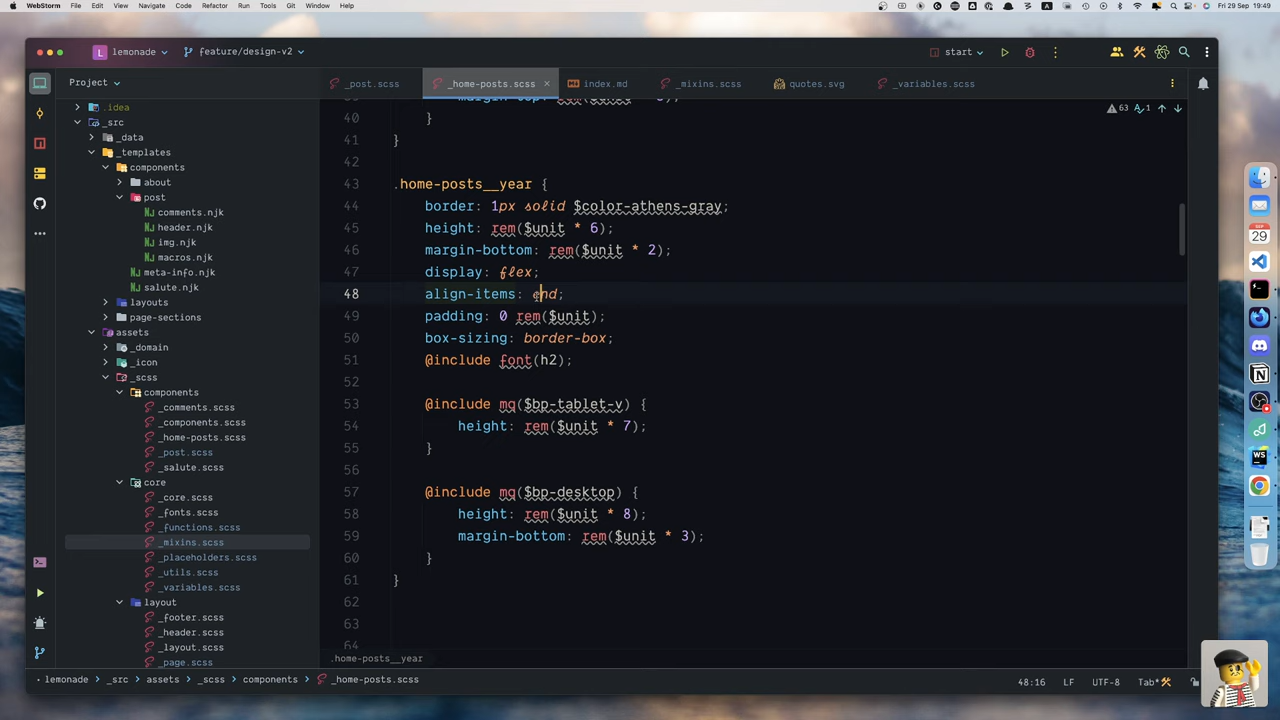 WebStorm File Edit View Navigate Code Refactor Run Tools Git Window Help
Fri 29 Sep 19:49
L lemonade feature/design-v2 start
Project
_post.scss _home-posts.scss index.md _mixins.scss quotes.svg _variables.scss
.idea
_src
_data
_templates
components
about
post
comments.njk
header.njk
img.njk
macros.njk
meta-info.njk
salute.njk
layouts
page-sections
assets
_domain
_icon
_scss
components
_comments.scss
_components.scss
_home-posts.scss
_post.scss
_salute.scss
core
_core.scss
_fonts.scss
_functions.scss
_mixins.scss
_placeholders.scss
_utils.scss
_variables.scss
layout
_footer.scss
_header.scss
_layout.scss
_page.scss
63 1
40 }
41 }
42
43 .home-posts__year {
44 border: 1px solid $color-athens-gray;
45 height: rem($unit * 6);
46 margin-bottom: rem($unit * 2);
47 display: flex;
48 align-items: end;
49 padding: 0 rem($unit);
50 box-sizing: border-box;
51 @include font(h2);
52
53 @include mq($bp-tablet-v) {
54 height: rem($unit * 7);
55 }
56
57 @include mq($bp-desktop) {
58 height: rem($unit * 8);
59 margin-bottom: rem($unit * 3);
60 }
61 }
62
63
64
.home-posts__year
lemonade > _src > assets > _scss > components > _home-posts.scss
48:16 LF UTF-8 Tab*
SEP
29
WS